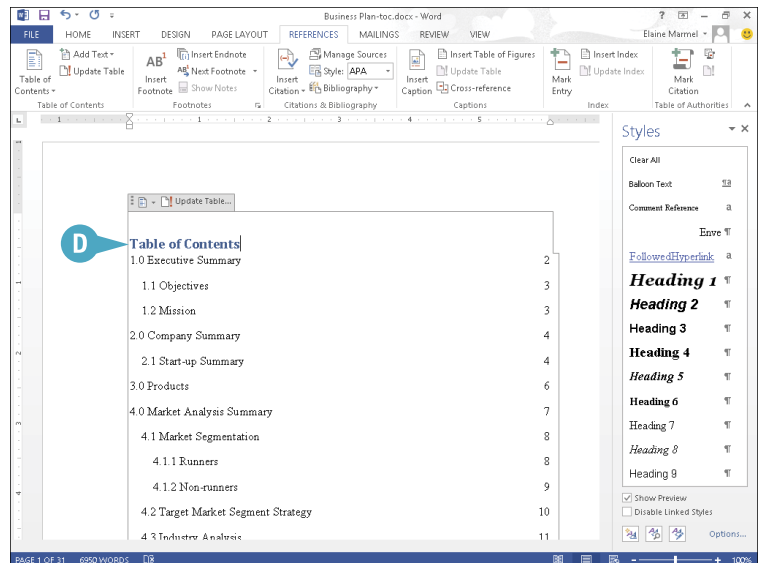 Business Plan-toc.docx - Word
FILE HOME INSERT DESIGN PAGE LAYOUT REFERENCES MAILINGS REVIEW VIEW Elaine Marmel
Table of Contents
Add Text
Update Table
Table of Contents
AB1
Insert Footnote
Insert Endnote
Next Footnote
Show Notes
Footnotes
Insert Citation
Manage Sources
Style: APA
Bibliography
Citations & Bibliography
Insert Caption
Insert Table of Figures
Update Table
Cross-reference
Captions
Mark Entry
Insert Index
Update Index
Index
Mark Citation
Table of Authorities
1 1 2 3 4 5
Update Table...
D
Table of Contents
1.0 Executive Summary 2
1.1 Objectives 3
1.2 Mission 3
2.0 Company Summary 4
2.1 Start-up Summary 4
3.0 Products 6
4.0 Market Analysis Summary 7
4.1 Market Segmentation 8
4.1.1 Runners 8
4.1.2 Non-runners 9
4.2 Target Market Segment Strategy 10
4.3 Industry Analysis 11
Styles
Clear All
Balloon Text ¶a
Comment Reference a
Enve ¶
FollowedHyperlink a
Heading 1 ¶
Heading 2 ¶
Heading 3 ¶
Heading 4 ¶
Heading 5 ¶
Heading 6 ¶
Heading 7 ¶
Heading 8 ¶
Heading 9 ¶
Show Preview
Disable Linked Styles
Options...
PAGE 1 OF 31 6950 WORDS 100%